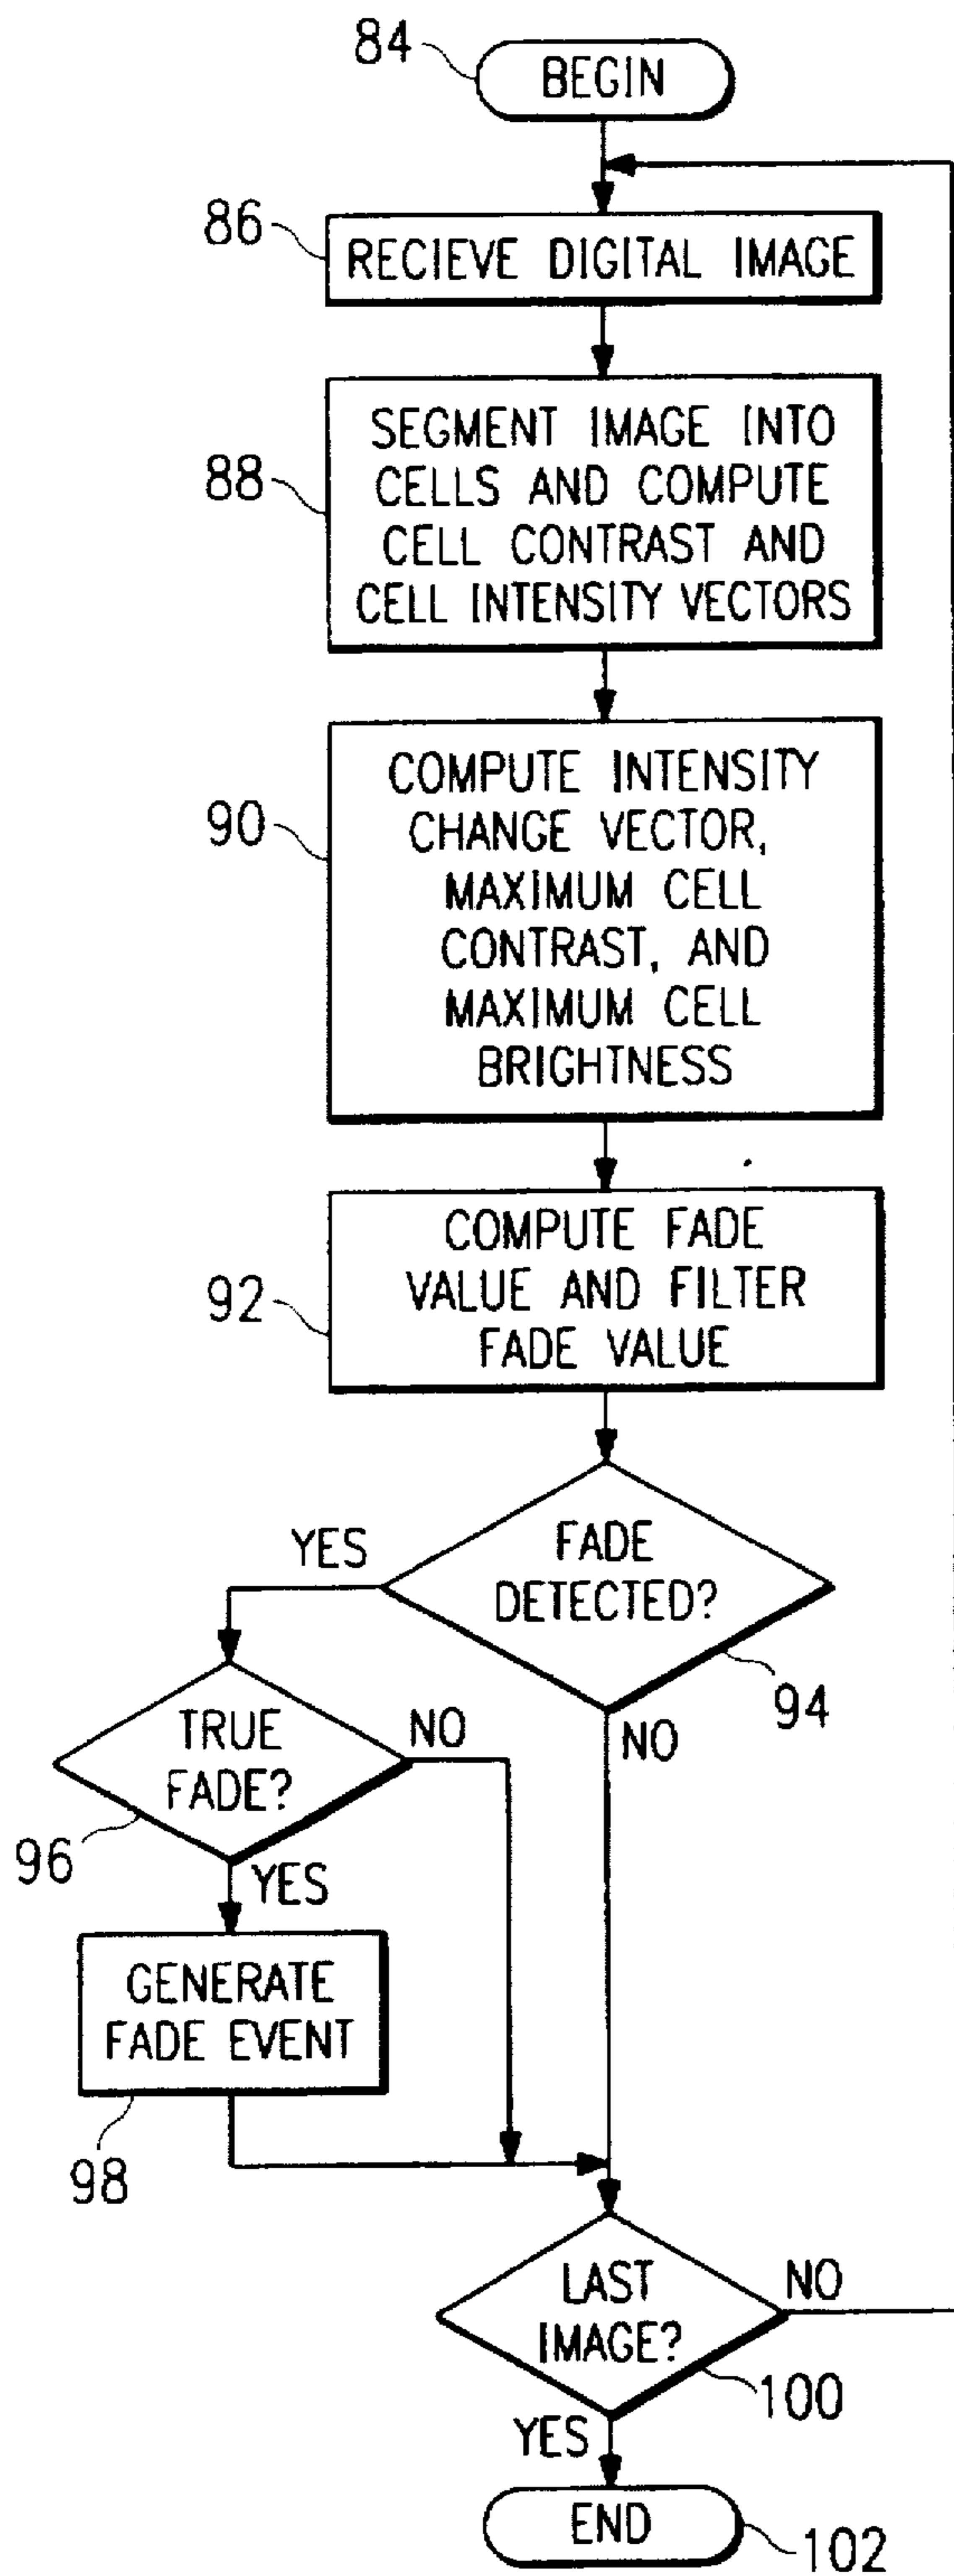 84
BEGIN
86
RECIEVE DIGITAL IMAGE
88
SEGMENT IMAGE INTO
CELLS AND COMPUTE
CELL CONTRAST AND
CELL INTENSITY VECTORS
90
COMPUTE INTENSITY
CHANGE VECTOR,
MAXIMUM CELL
CONTRAST, AND
MAXIMUM CELL
BRIGHTNESS
92
COMPUTE FADE
VALUE AND FILTER
FADE VALUE
YES
FADE
DETECTED?
94
NO
TRUE
FADE?
NO
96
YES
GENERATE
FADE EVENT
98
LAST
IMAGE?
NO
100
YES
END
102